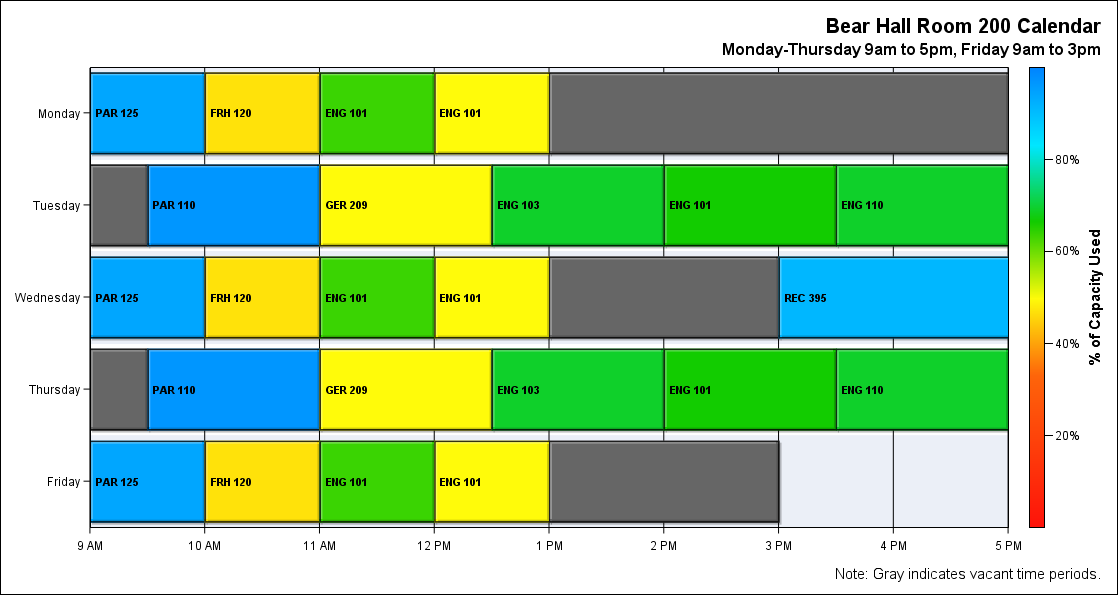 Bear Hall Room 200 Calendar
Monday-Thursday 9am to 5pm, Friday 9am to 3pm
Monday PAR 125 FRH 120 ENG 101 ENG 101
80%
Tuesday PAR 110 GER 209 ENG 103 ENG 101 ENG 110
60%
Wednesday PAR 125 FRH 120 ENG 101 ENG 101 REC 395
% of Capacity Used
40%
Thursday PAR 110 GER 209 ENG 103 ENG 101 ENG 110
20%
Friday PAR 125 FRH 120 ENG 101 ENG 101
9 AM 10 AM 11 AM 12 PM 1 PM 2 PM 3 PM 4 PM 5 PM
Note: Gray indicates vacant time periods.